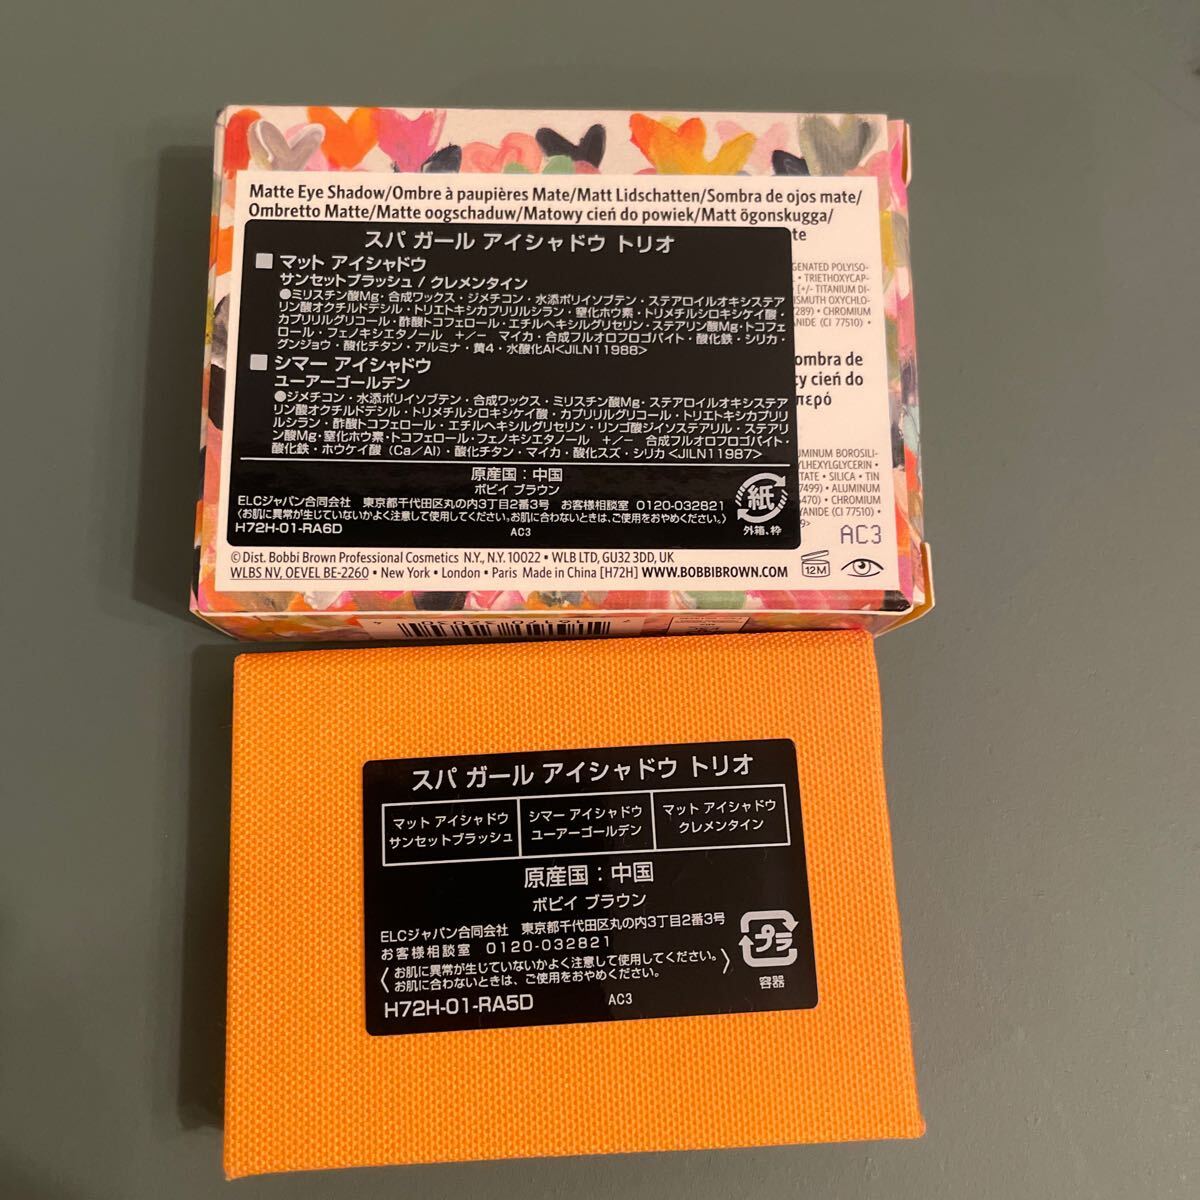 Matte Eye Shadow/Ombre à paupières Mate/Matt Lidschatten/Sombra de ojos mate/
Ombretto Matte/Matte oogschaduw/Matowy cień do powiek/Matt ögonskugga/
te
スパ ガール アイシャドウ トリオ
■ マット アイシャドウ
サンセットブラッシュ / クレメンタイン
●ミリスチン酸Mg・合成ワックス・ジメチコン・水添ポリイソブテン・ステアロイルオキシステア
リン酸オクチルドデシル・トリエトキシカプリリルシラン・窒化ホウ素・トリメチルシロキシケイ酸・
カプリリルグリコール・酢酸トコフェロール・エチルヘキシルグリセリン・ステアリン酸Mg・トコフェ
ロール・フェノキシエタノール +/- マイカ・合成フルオロフロゴパイト・酸化鉄・シリカ・
グンジョウ・酸化チタン・アルミナ・黄4・水酸化Al<JILN11988>
■ シマー アイシャドウ
ユーアーゴールデン
●ジメチコン・水添ポリイソブテン・合成ワックス・ミリスチン酸Mg・ステアロイルオキシステア
リン酸オクチルドデシル・トリメチルシロキシケイ酸・カプリリルグリコール・トリエトキシカプリリ
ルシラン・酢酸トコフェロール・エチルヘキシルグリセリン・リンゴ酸ジイソステアリル・ステアリ
ン酸Mg・窒化ホウ素・トコフェロール・フェノキシエタノール +/- 合成フルオロフロゴパイト・
酸化鉄・ホウケイ酸（Ca／Al）・酸化チタン・マイカ・酸化スズ・シリカ<JILN11987>
原産国：中国
ボビイ ブラウン
ELCジャパン合同会社 東京都千代田区丸の内3丁目2番3号 お客様相談室 0120-032821
〈お肌に異常が生じていないかよく注意して使用してください。お肌に合わないときは、ご使用をおやめください。〉
H72H-01-RA6D AC3
紙
外箱、枠
GENATED POLYISO-
• TRIETHOXYCAP-
[+/- TITANIUM DI-
ISMUTH OXYCHLO-
289) • CHROMIUM
ANIDE (CI 77510) •
ombra de
cy cień do
περό
UMINUM BOROSILI-
YLHEXYLGLYCERIN •
TATE • SILICA • TIN
7499) • ALUMINUM
6470) • CHROMIUM
YANIDE (CI 77510) •
AC3
© Dist. Bobbi Brown Professional Cosmetics N.Y., N.Y. 10022 • WLB LTD, GU32 3DD, UK
WLBS NV, OEVEL BE-2260 • New York • London • Paris Made in China [H72H] WWW.BOBBIBROWN.COM
12M
スパ ガール アイシャドウ トリオ
マット アイシャドウ
サンセットブラッシュ
シマー アイシャドウ
ユーアーゴールデン
マット アイシャドウ
クレメンタイン
原産国：中国
ボビイ ブラウン
ELCジャパン合同会社 東京都千代田区丸の内3丁目2番3号
お客様相談室 0120-032821
〈お肌に異常が生じていないかよく注意して使用してください。
お肌に合わないときは、ご使用をおやめください。〉
H72H-01-RA5D AC3
プラ
容器